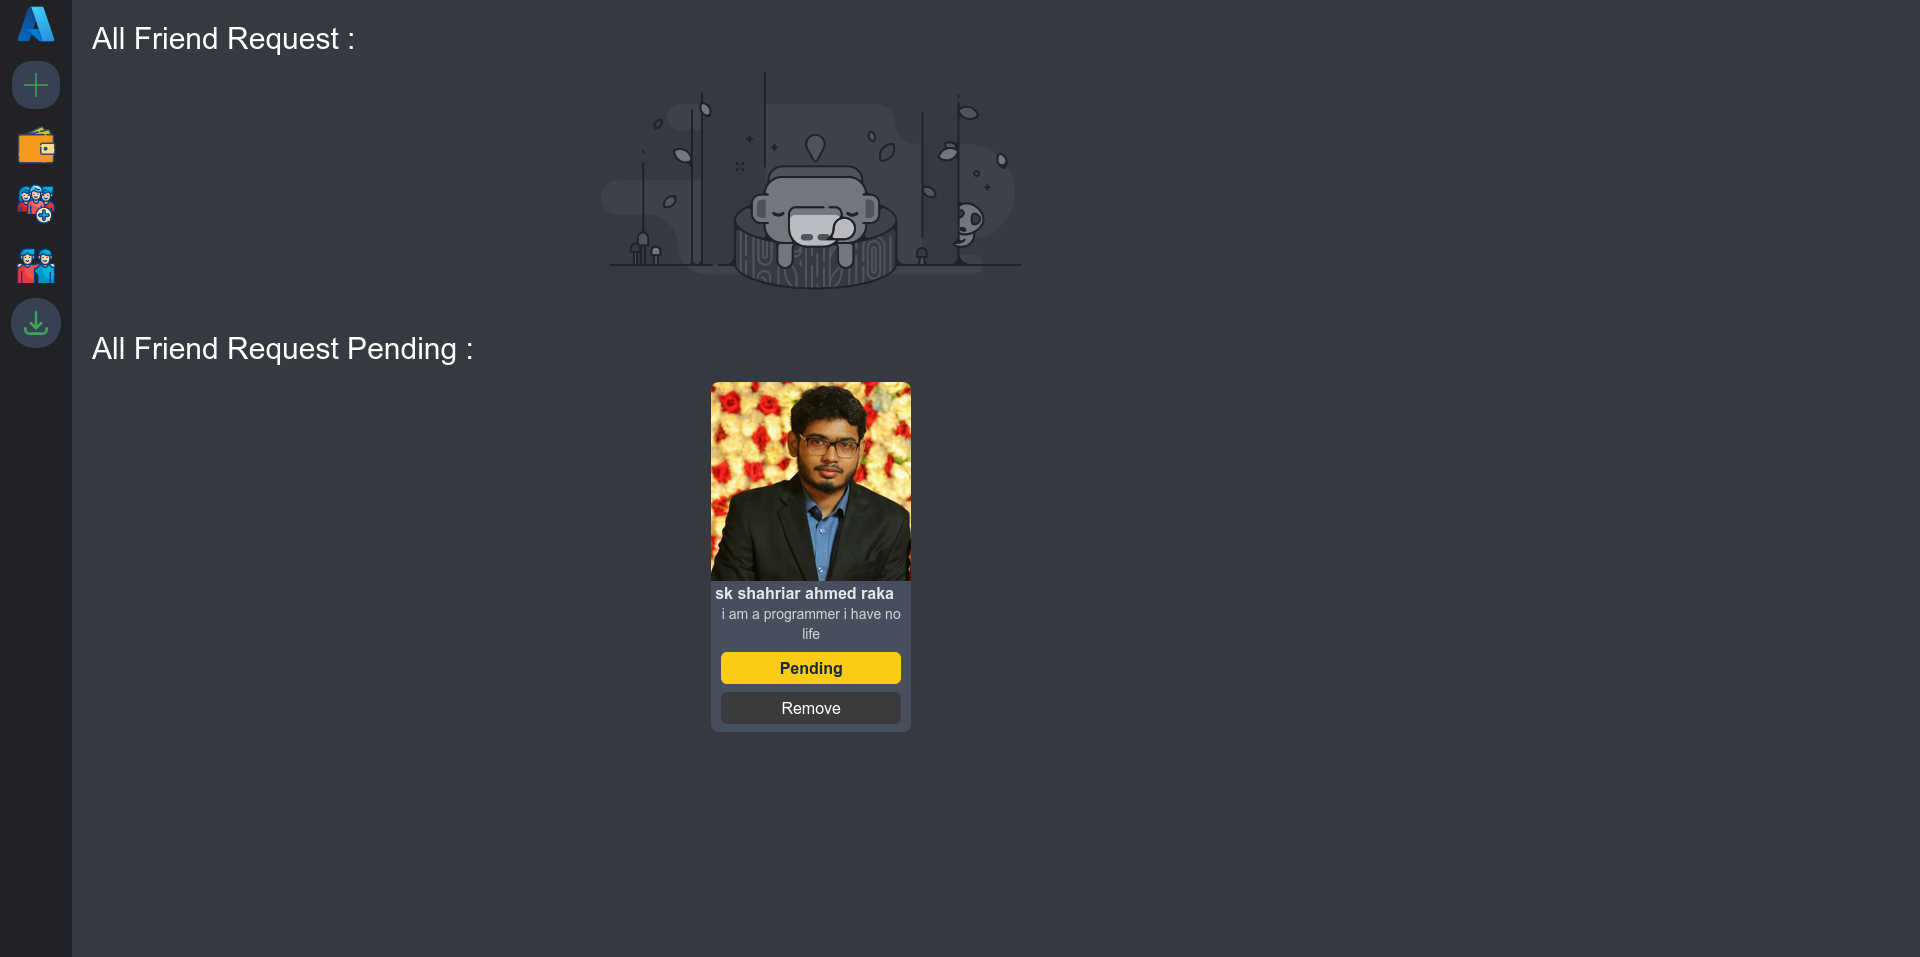 All Friend Request :
All Friend Request Pending :
sk shahriar ahmed raka
i am a programmer i have no
life
Pending
Remove